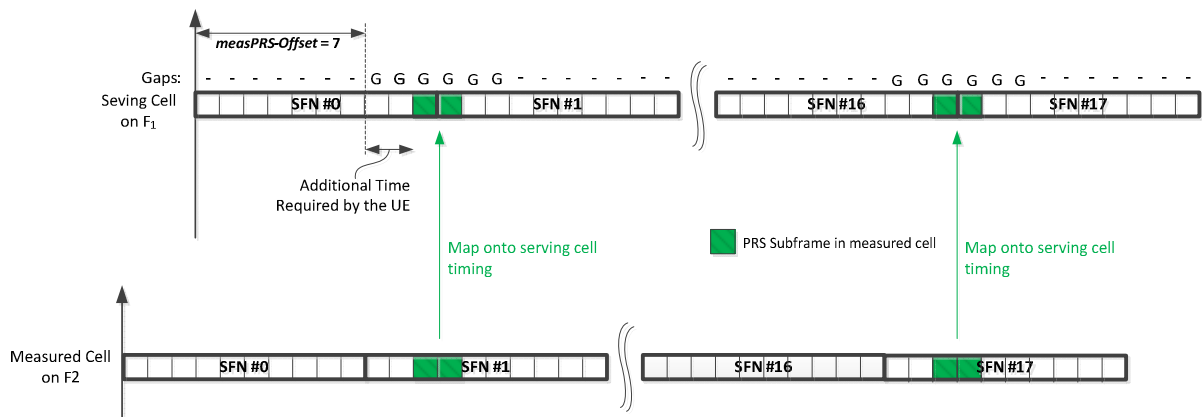 measPRS-Offset = 7
Gaps: - - - - - - - G G G G G G - - - - - - - - - - - - - - G G G G G G - - - - - - -
Seving Cell
on F1
SFN #0 SFN #1 SFN #16 SFN #17
Additional Time
Required by the UE
Map onto serving cell
timing
PRS Subframe in measured cell
Map onto serving cell
timing
Measured Cell
on F2
SFN #0 SFN #1 SFN #16 SFN #17